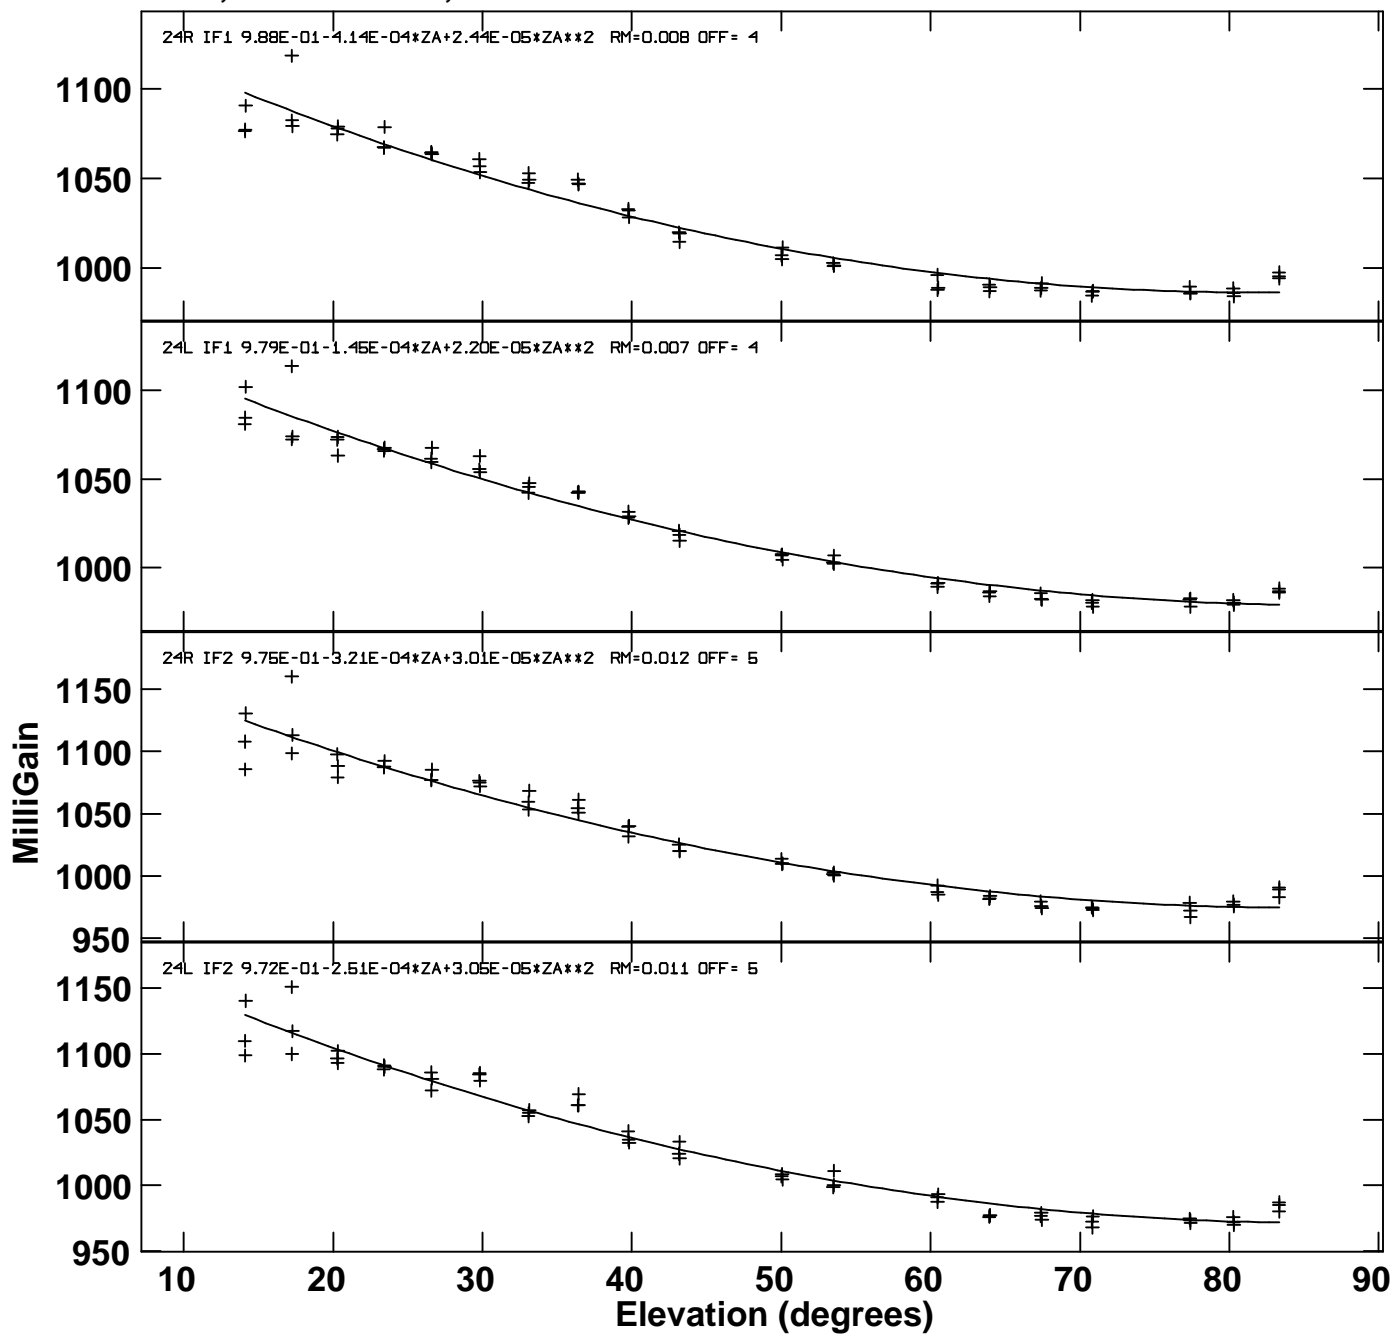 24R IF1 9.88E-01-4.14E-04*ZA+2.44E-05*ZA**2 RM=0.008 OFF= 4
1100
1050
1000
24L IF1 9.79E-01-1.45E-04*ZA+2.20E-05*ZA**2 RM=0.007 OFF= 4
1100
1050
1000
24R IF2 9.75E-01-3.21E-04*ZA+3.01E-05*ZA**2 RM=0.012 OFF= 5
1150
1100
1050
1000
950
MilliGain
24L IF2 9.72E-01-2.51E-04*ZA+3.05E-05*ZA**2 RM=0.011 OFF= 5
1150
1100
1050
1000
950
10 20 30 40 50 60 70 80 90
Elevation (degrees)